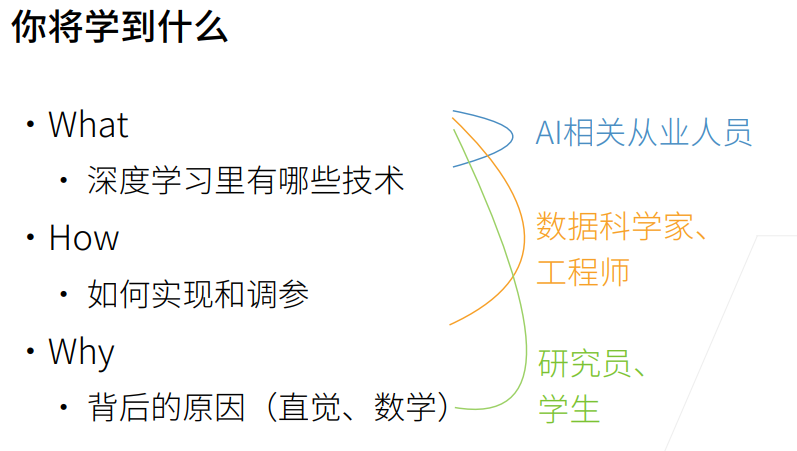 你将学到什么
• What
• 深度学习里有哪些技术
• How
• 如何实现和调参
• Why
• 背后的原因（直觉、数学）
AI相关从业人员
数据科学家、
工程师
研究员、
学生